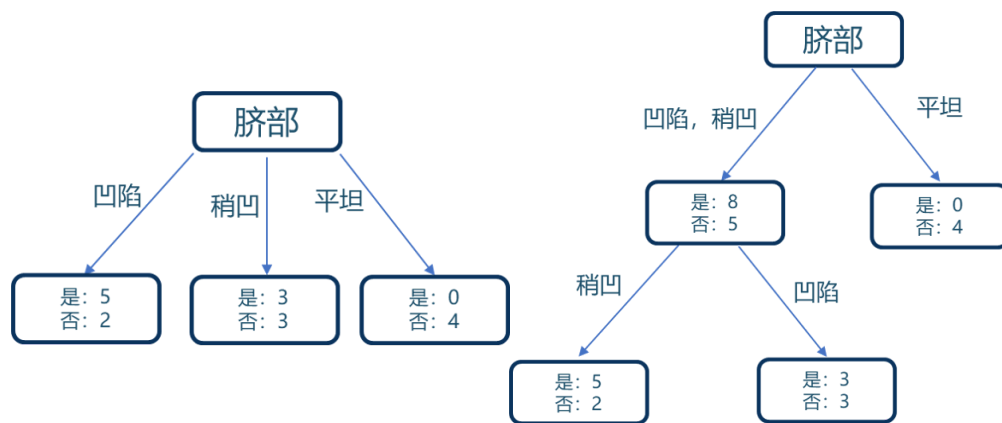 脐部
凹陷
稍凹
平坦
是：5
否：2
是：3
否：3
是：0
否：4
脐部
凹陷，稍凹
平坦
是：8
否：5
是：0
否：4
稍凹
凹陷
是：5
否：2
是：3
否：3